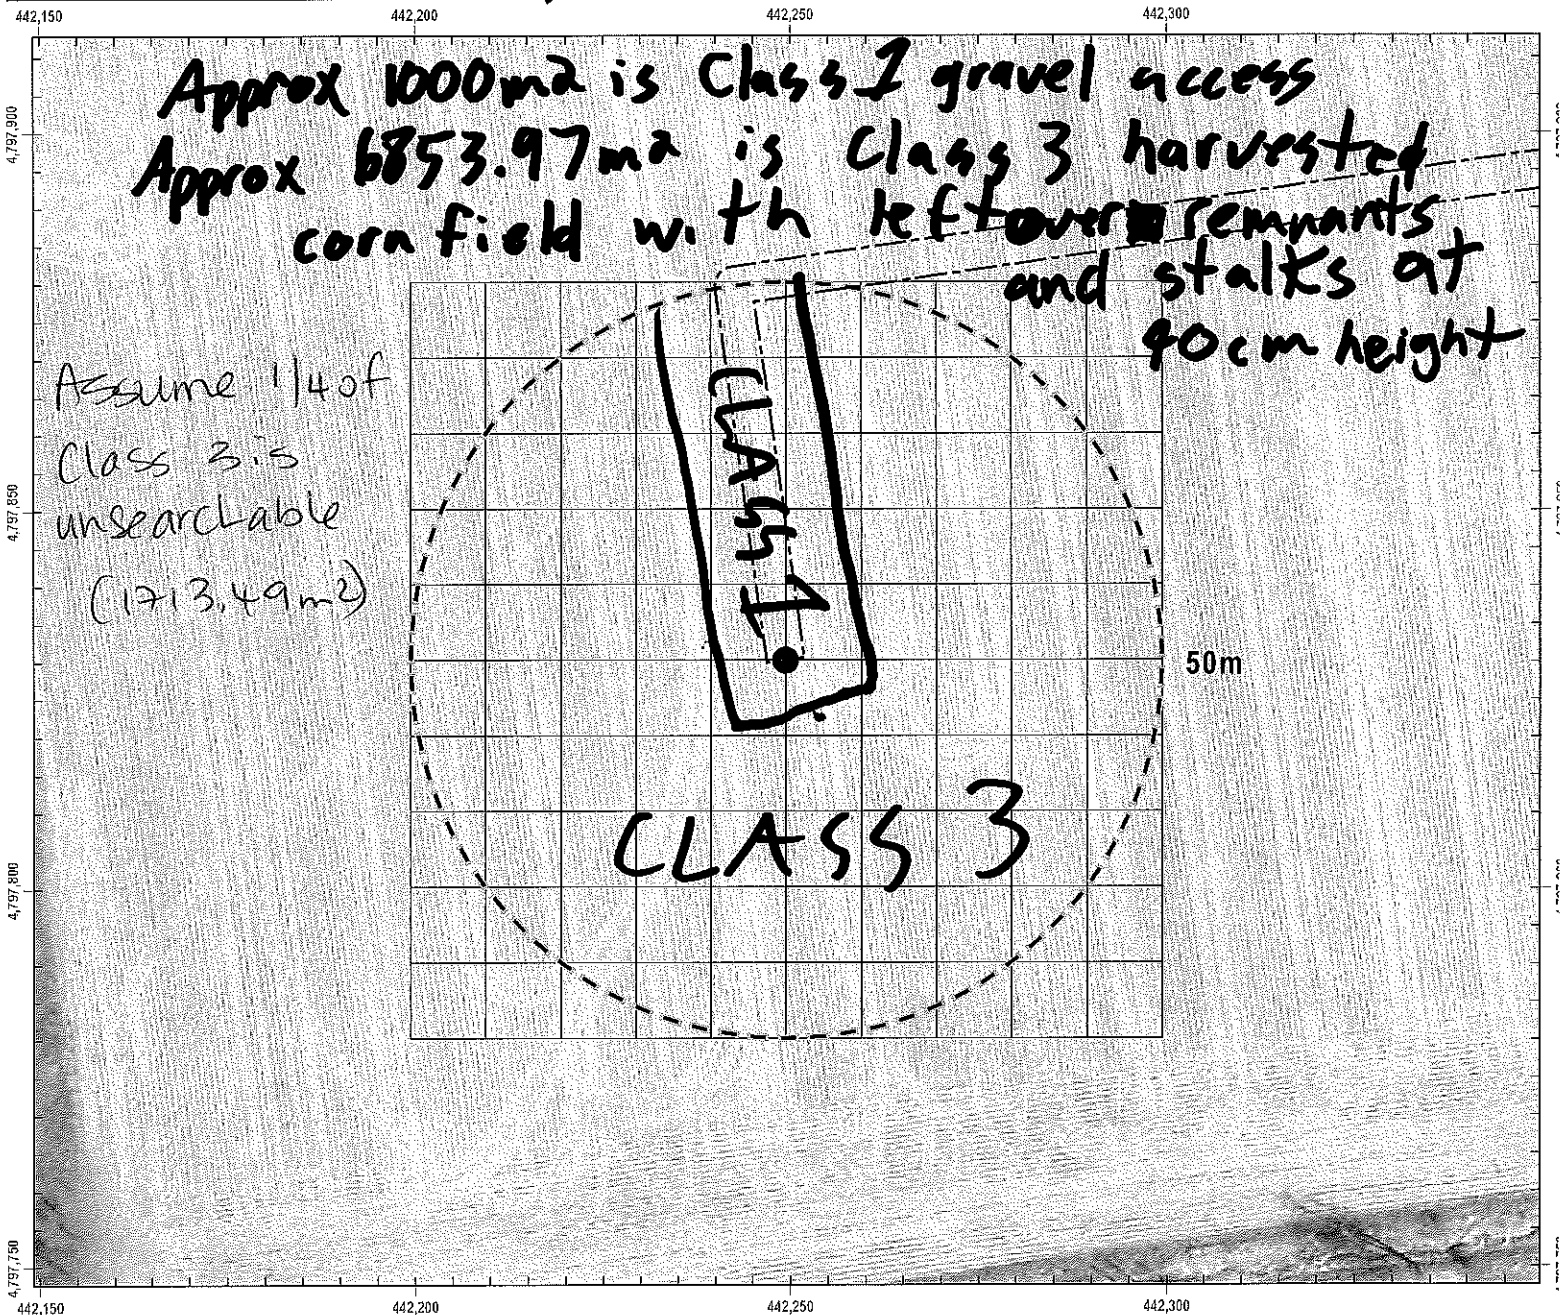 442,150 442,200 442,250 442,300
Approx 1000m2 is Class 1 gravel access
4,797,900
Approx 6853.97m2 is Class 3 harvested
corn field with leftover remnants
and stalks at
40cm height
Assume 1/4 of
Class 3 is
unsearchable
(1713.49m2)
4,797,850
CLASS 1
50m
CLASS 3
4,797,800
4,797,750
442,150 442,200 442,250 442,300